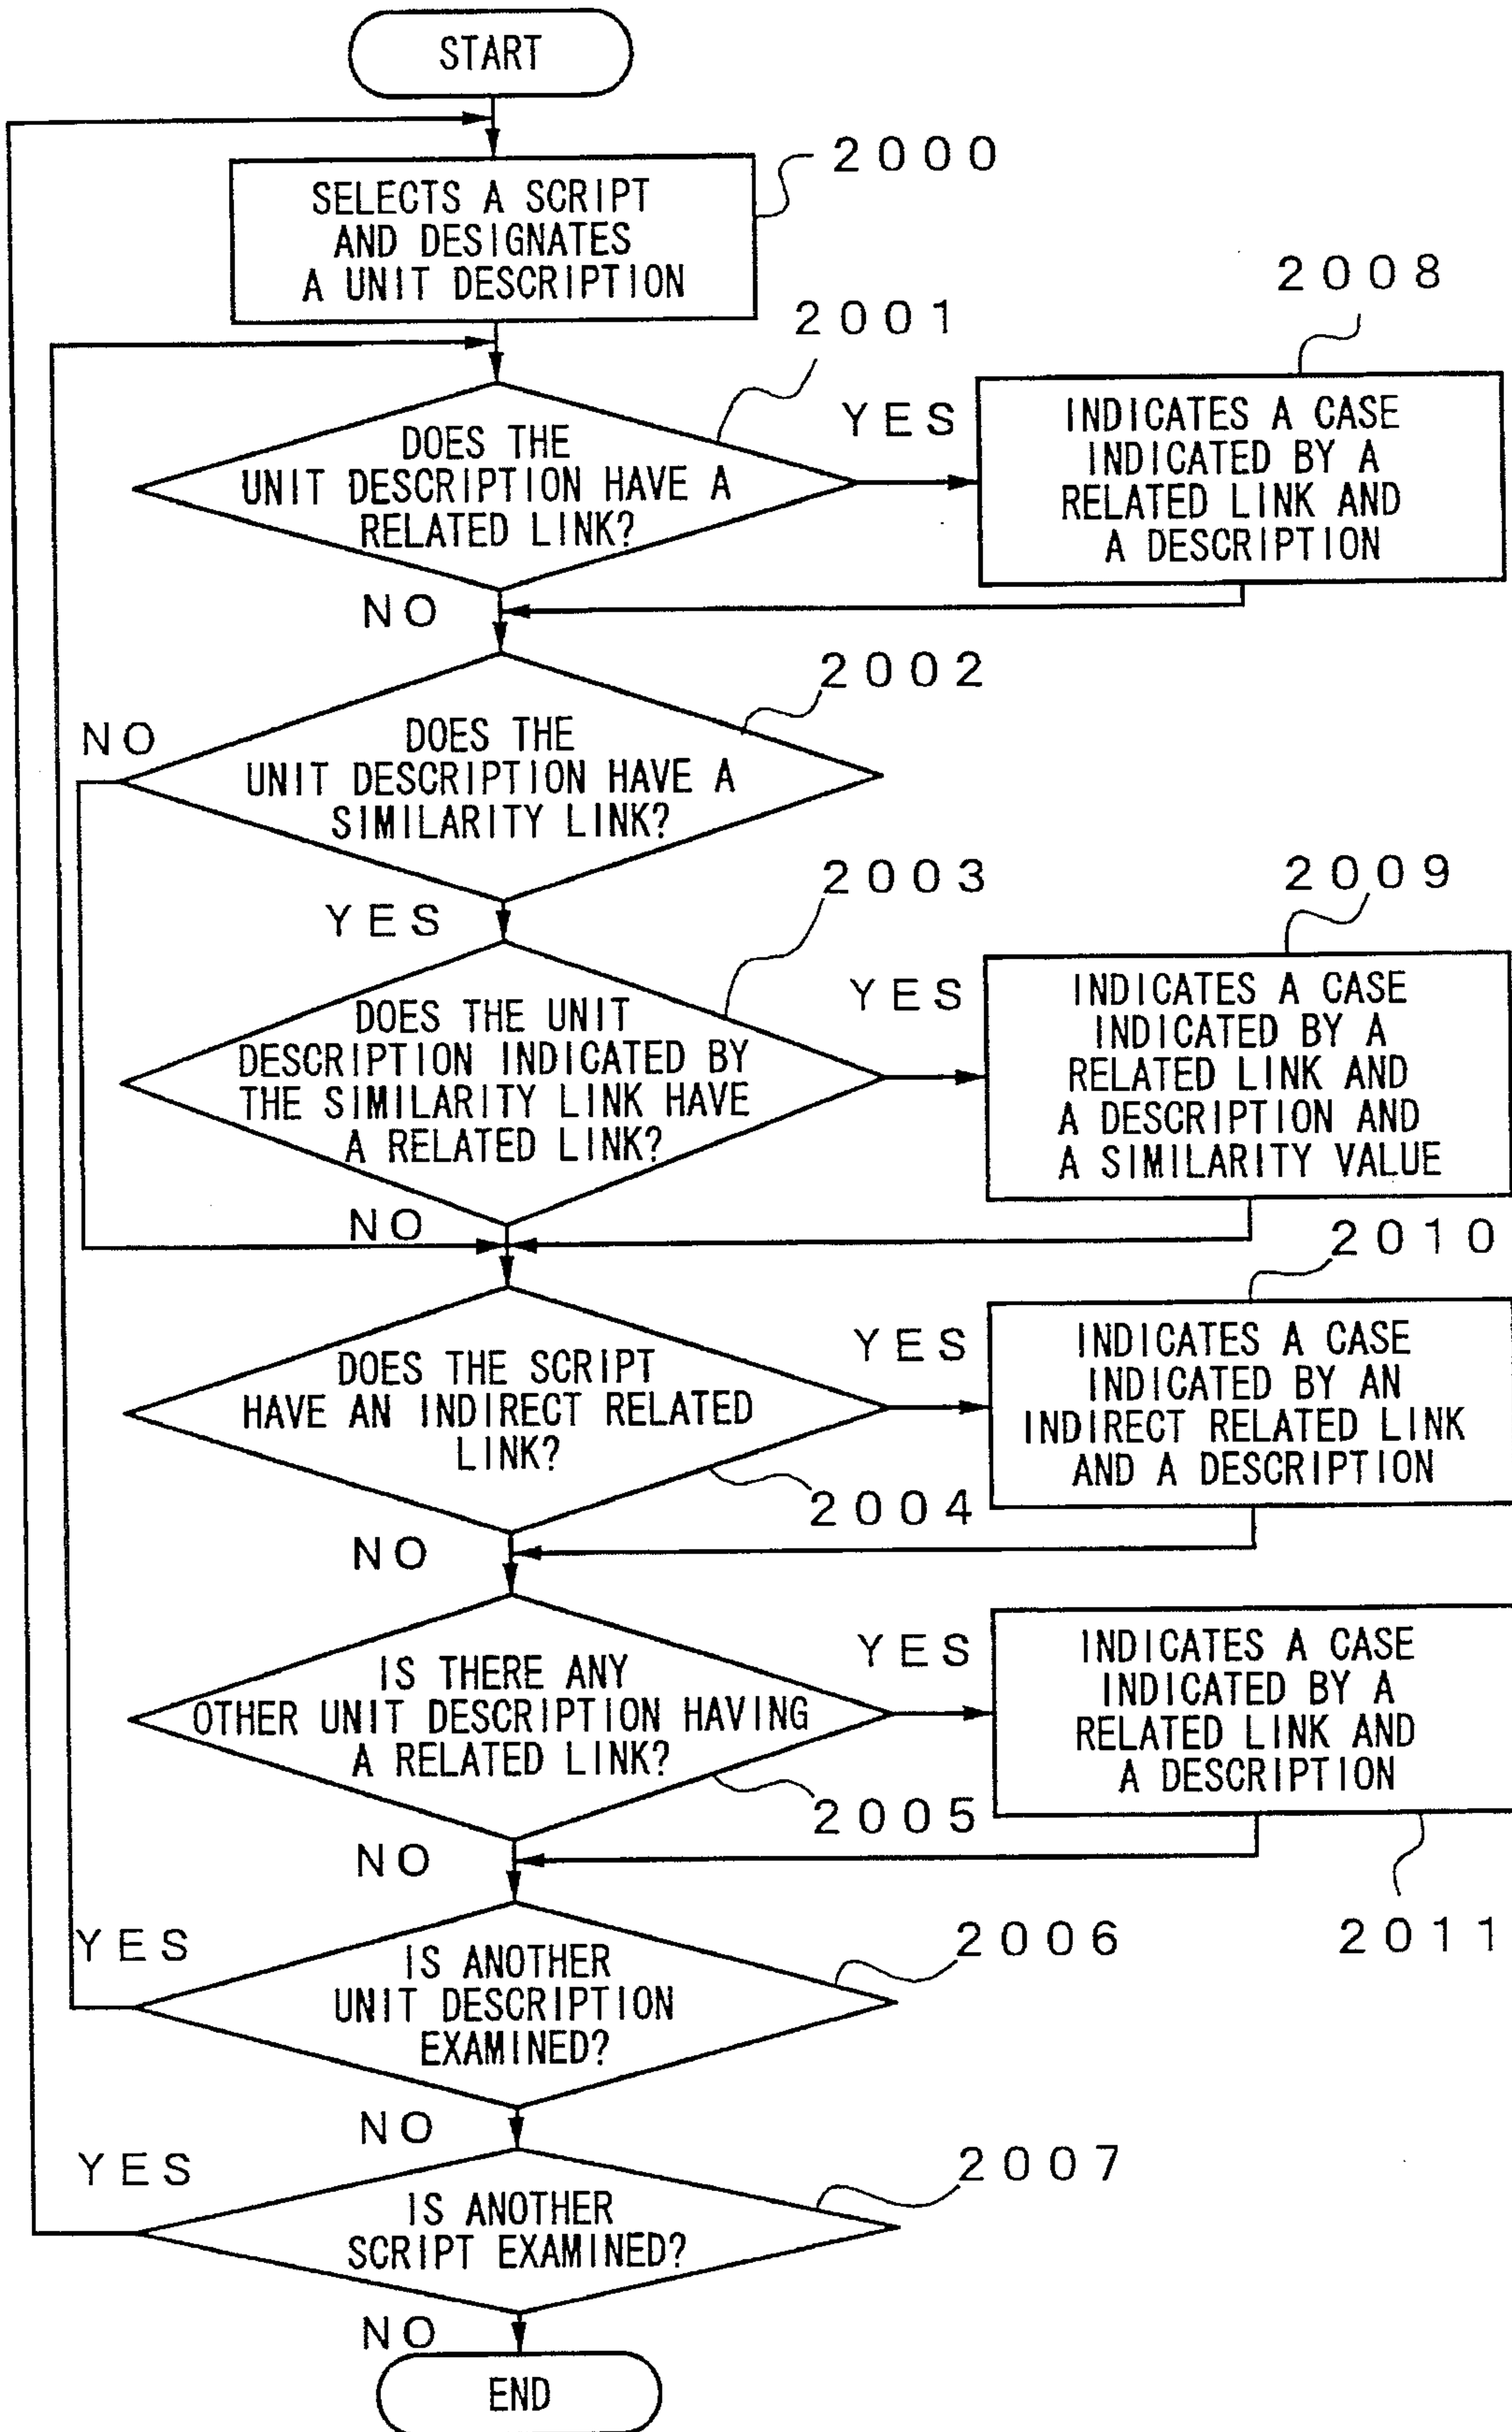 START
2000
SELECTS A SCRIPT
AND DESIGNATES
A UNIT DESCRIPTION
2001
2008
DOES THE
UNIT DESCRIPTION HAVE A
RELATED LINK?
YES
INDICATES A CASE
INDICATED BY A
RELATED LINK AND
A DESCRIPTION
NO
2002
NO
DOES THE
UNIT DESCRIPTION HAVE A
SIMILARITY LINK?
YES
2003
2009
DOES THE UNIT
DESCRIPTION INDICATED BY
THE SIMILARITY LINK HAVE
A RELATED LINK?
YES
INDICATES A CASE
INDICATED BY A
RELATED LINK AND
A DESCRIPTION AND
A SIMILARITY VALUE
NO
2010
DOES THE SCRIPT
HAVE AN INDIRECT RELATED
LINK?
YES
INDICATES A CASE
INDICATED BY AN
INDIRECT RELATED LINK
AND A DESCRIPTION
2004
NO
IS THERE ANY
OTHER UNIT DESCRIPTION HAVING
A RELATED LINK?
YES
INDICATES A CASE
INDICATED BY A
RELATED LINK AND
A DESCRIPTION
2005
NO
2011
YES
2006
IS ANOTHER
UNIT DESCRIPTION
EXAMINED?
NO
YES
2007
IS ANOTHER
SCRIPT EXAMINED?
NO
END